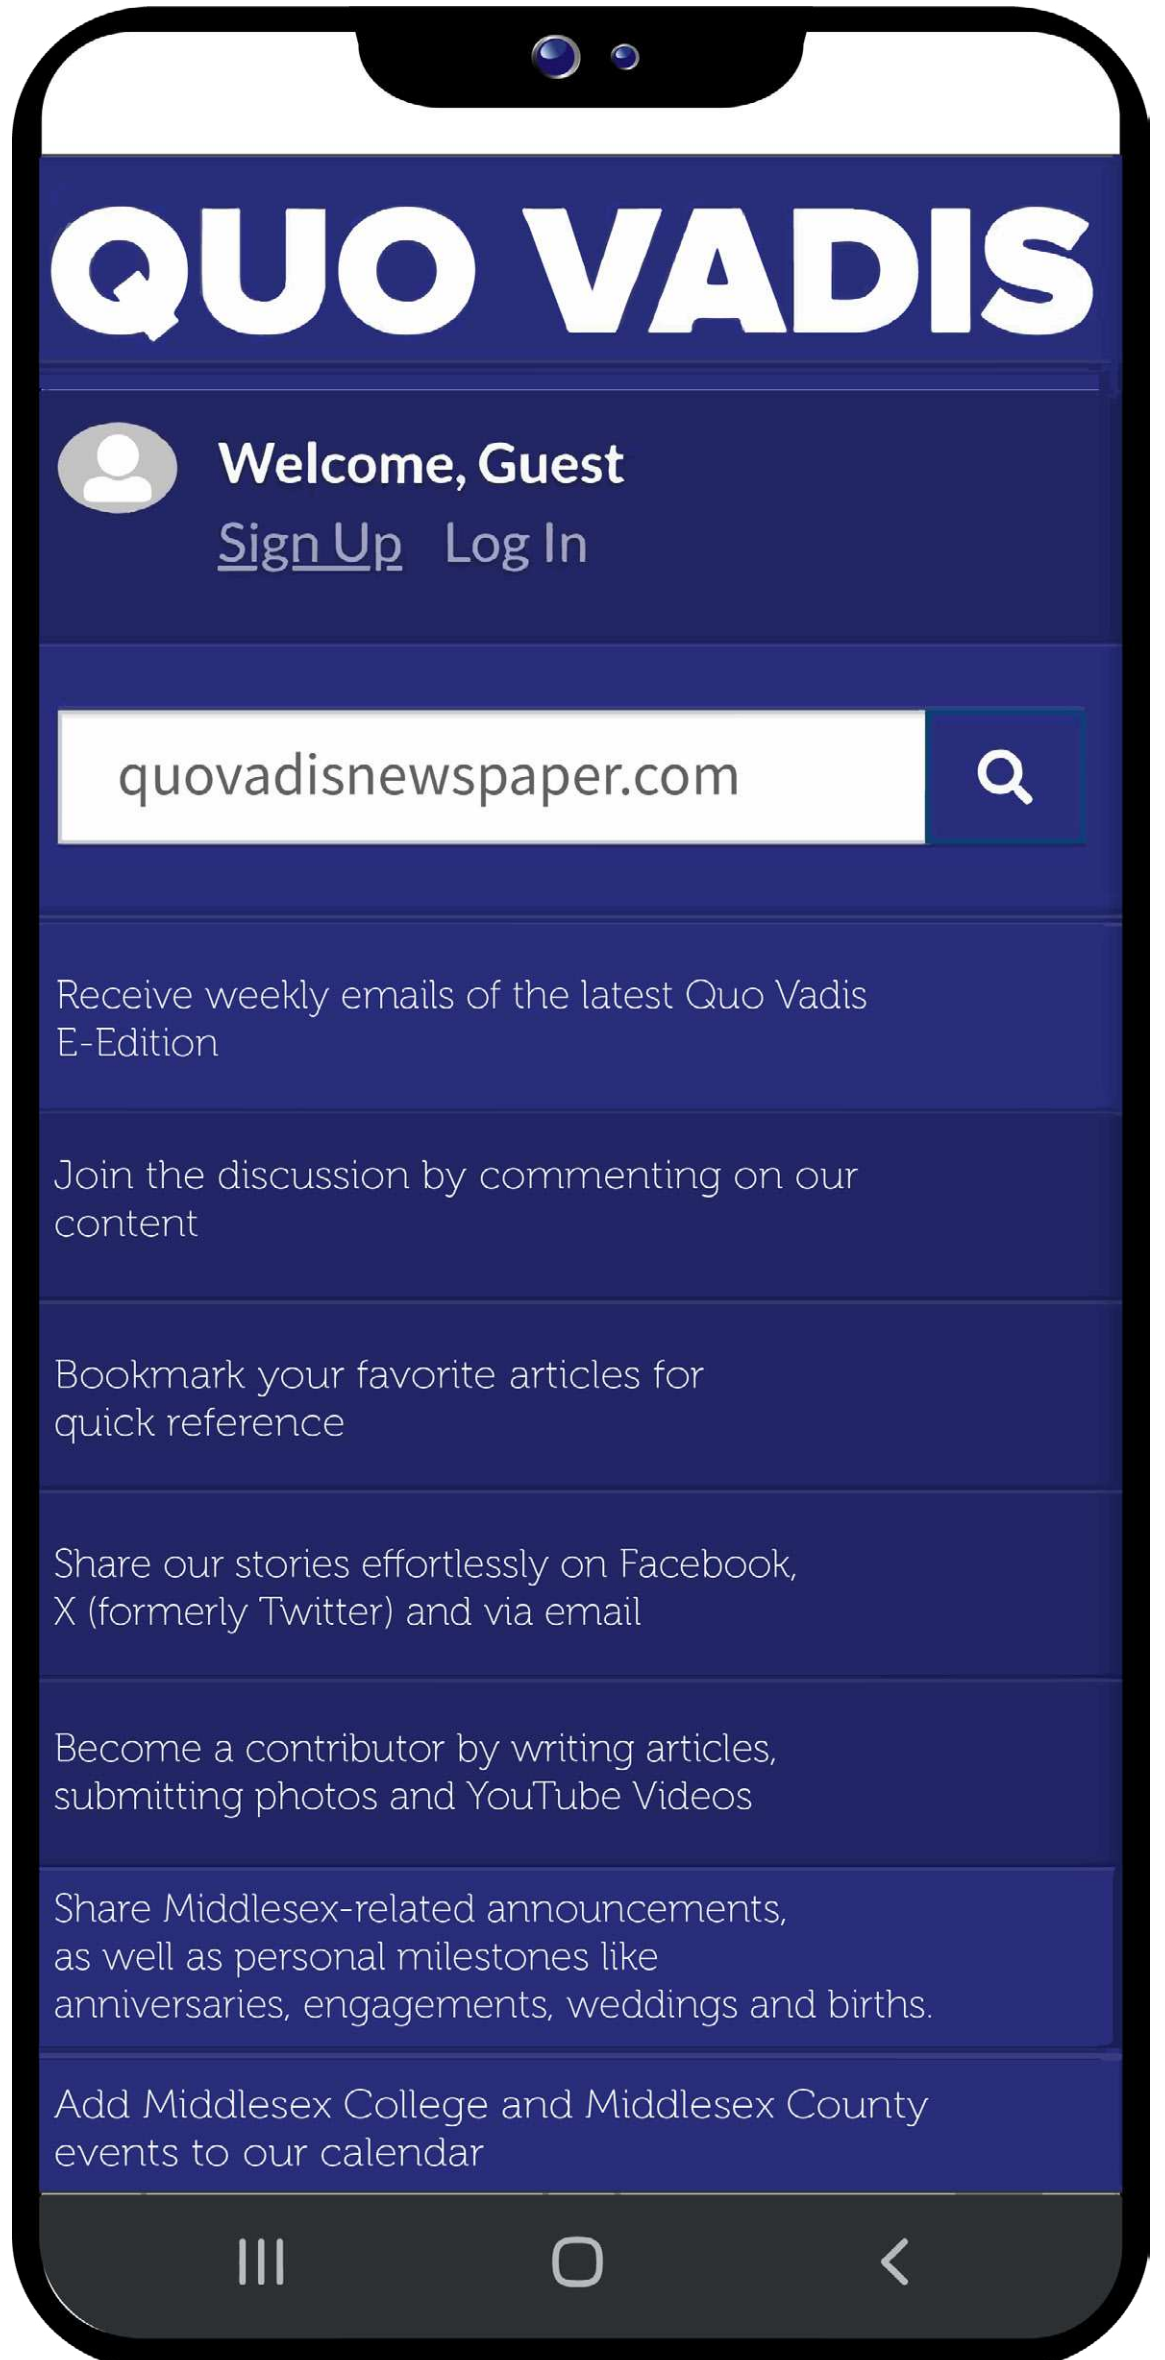 QUO VADIS
Welcome, Guest
Sign Up Log In
quovadisnewspaper.com
Receive weekly emails of the latest Quo Vadis
E-Edition
Join the discussion by commenting on our
content
Bookmark your favorite articles for
quick reference
Share our stories effortlessly on Facebook,
X (formerly Twitter) and via email
Become a contributor by writing articles,
submitting photos and YouTube Videos
Share Middlesex-related announcements,
as well as personal milestones like
anniversaries, engagements, weddings and births.
Add Middlesex College and Middlesex County
events to our calendar